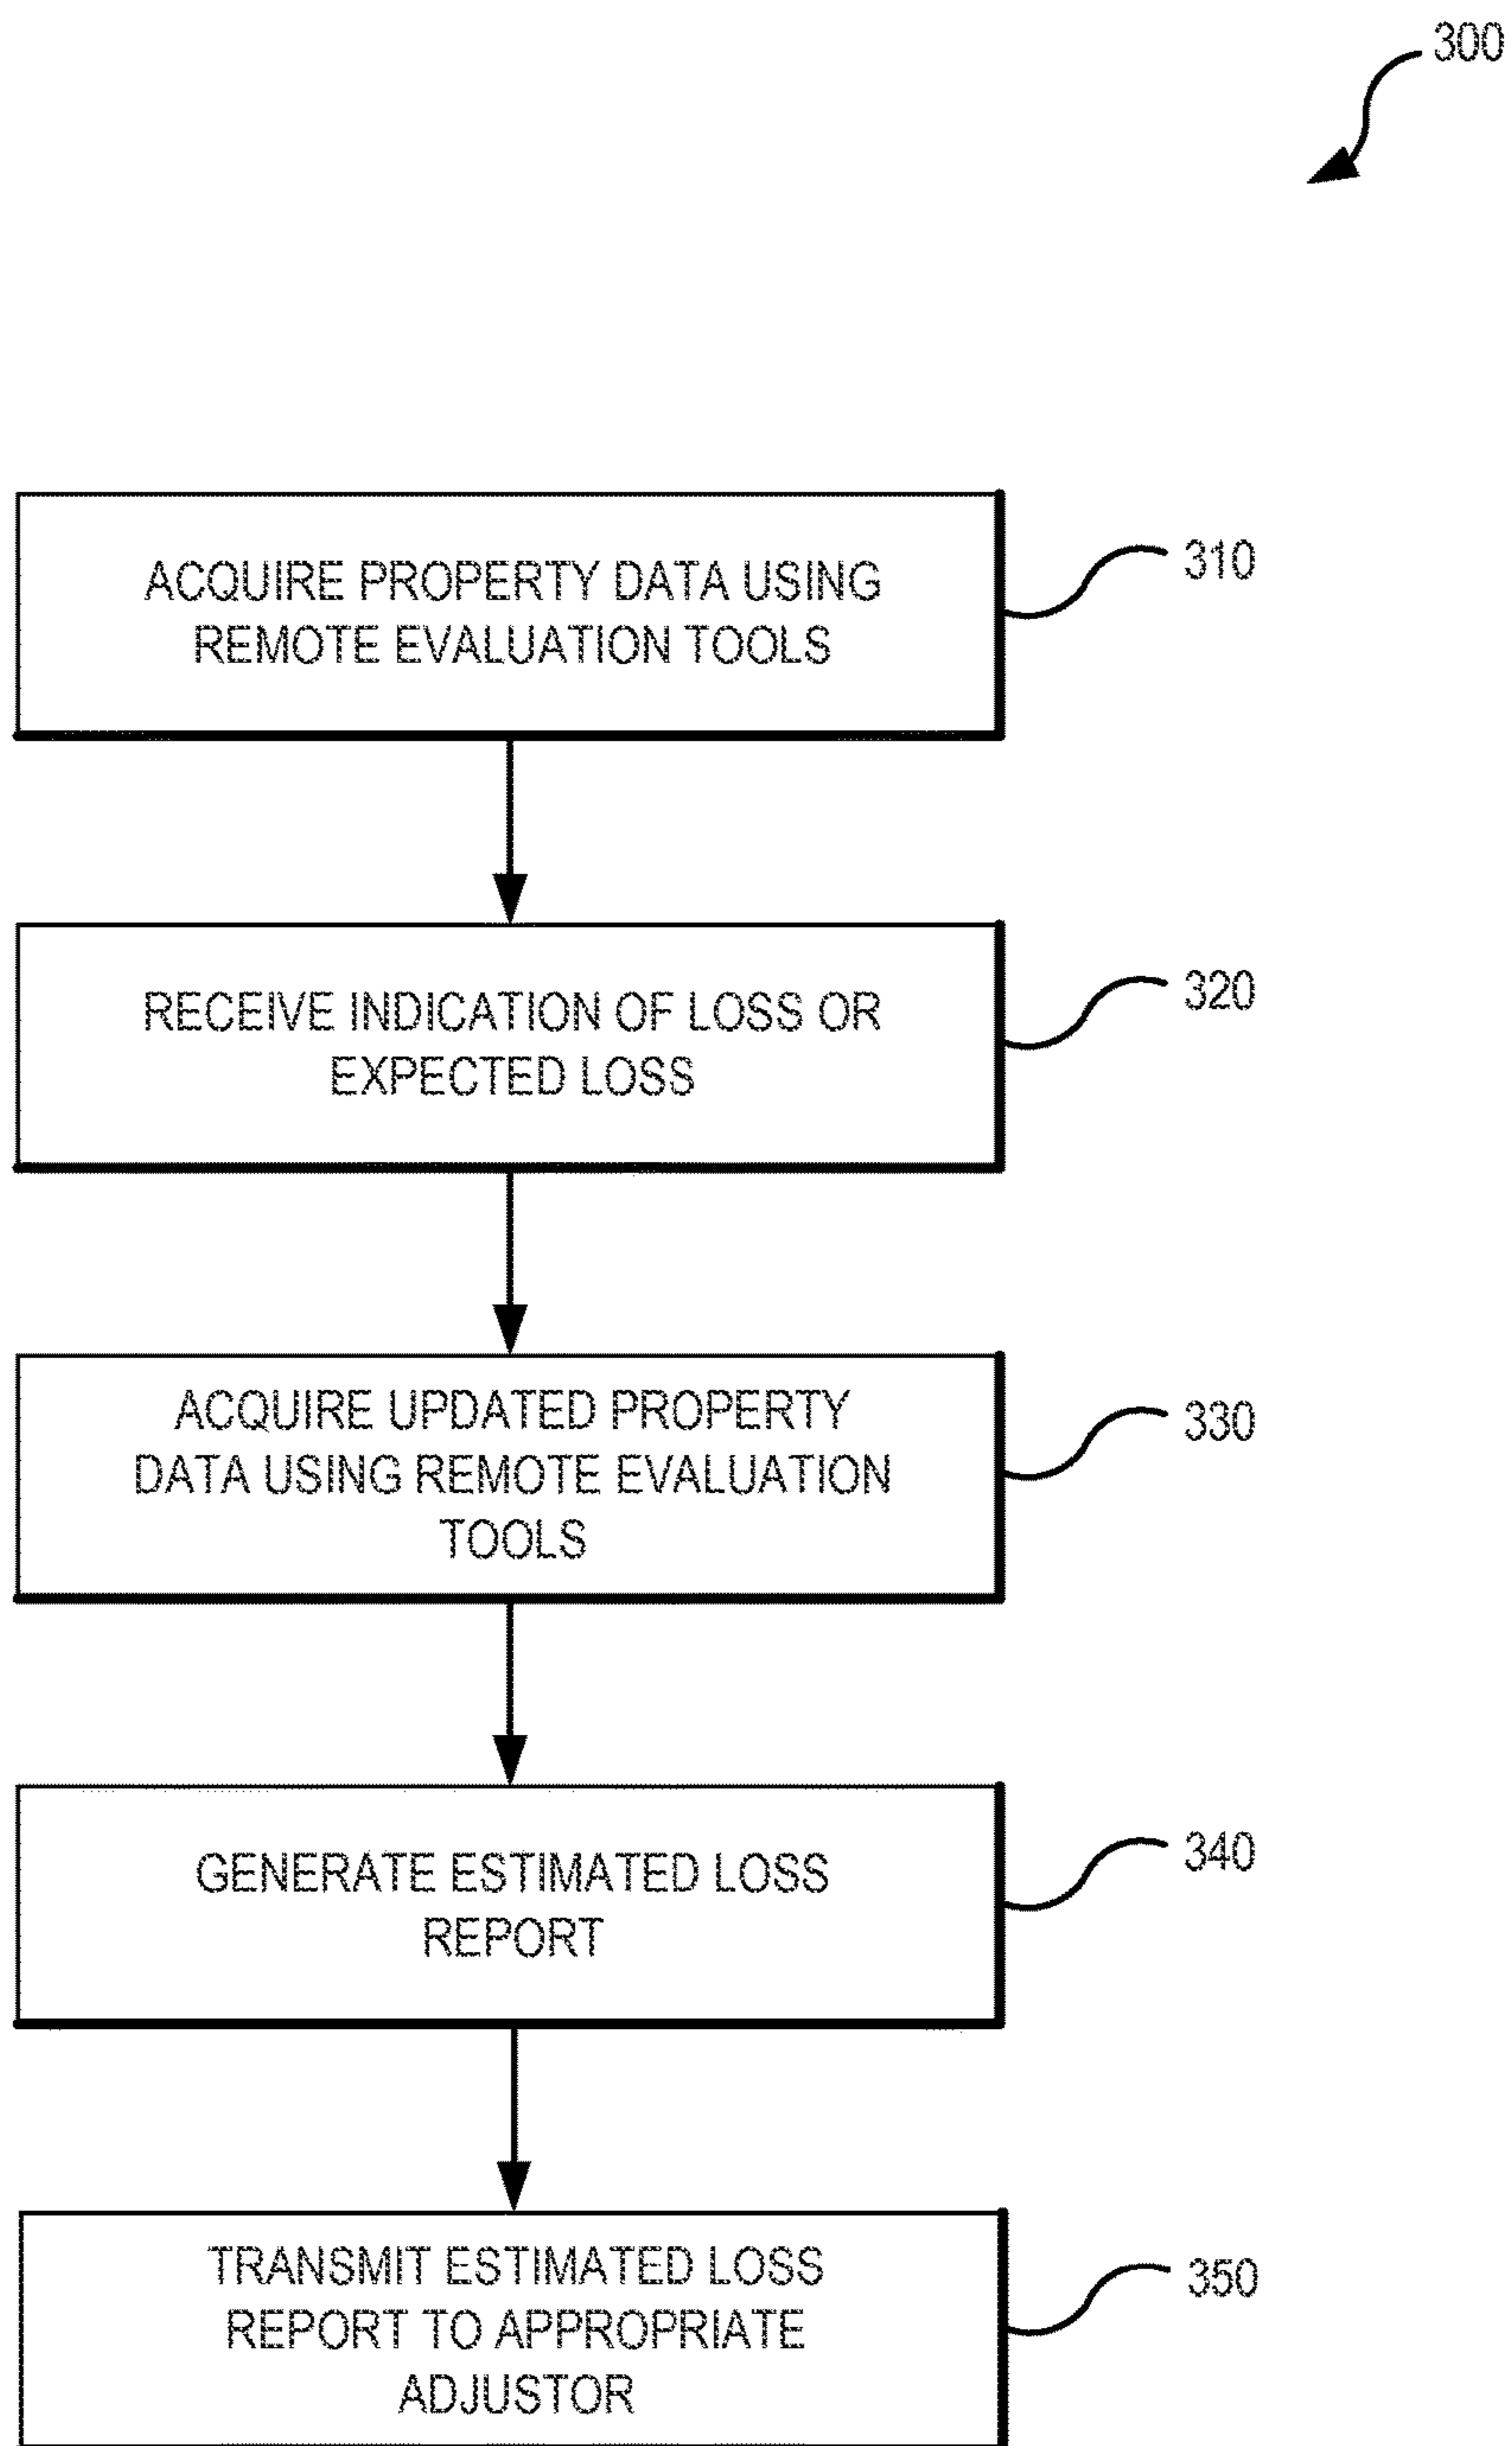 300
ACQUIRE PROPERTY DATA USING
REMOTE EVALUATION TOOLS
310
RECEIVE INDICATION OF LOSS OR
EXPECTED LOSS
320
ACQUIRE UPDATED PROPERTY
DATA USING REMOTE EVALUATION
TOOLS
330
GENERATE ESTIMATED LOSS
REPORT
340
TRANSMIT ESTIMATED LOSS
REPORT TO APPROPRIATE
ADJUSTOR
350